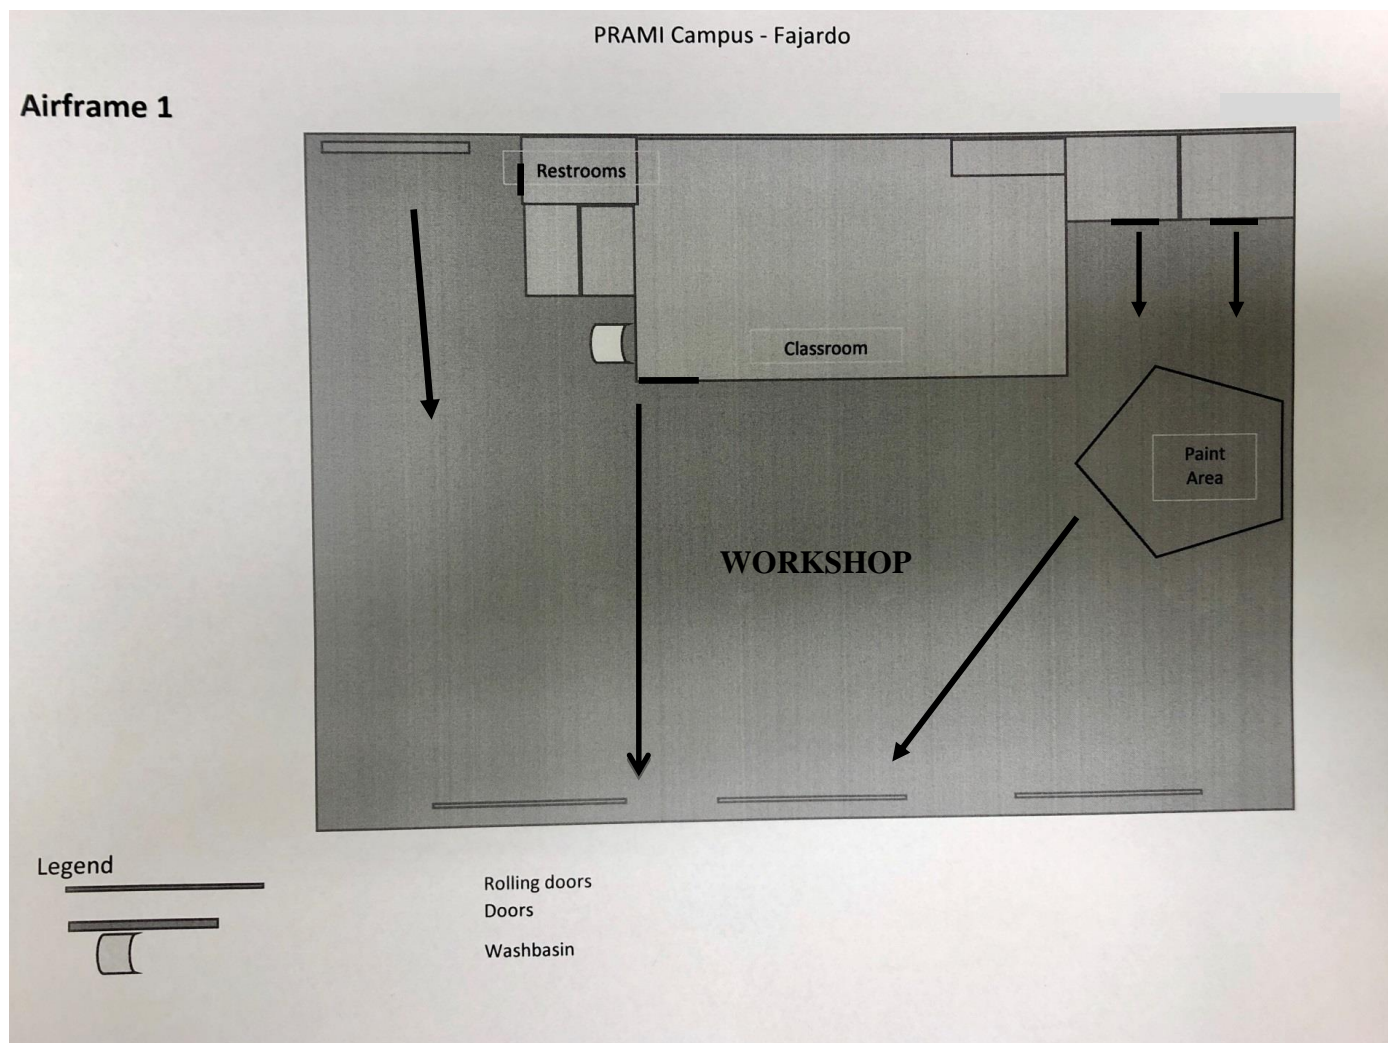 PRAMI Campus - Fajardo
Airframe 1
Restrooms
Classroom
Paint
Area
WORKSHOP
Legend
Rolling doors
Doors
Washbasin